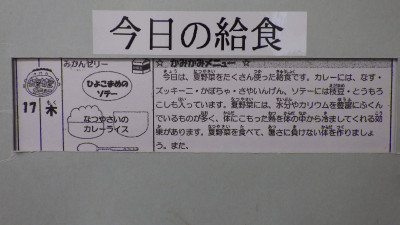 今日の給食
みかんゼリー
17
木
もく
ひよこまめの
ソテー
なつやさいの
カレーライス
☆ かみかみメニュー ☆
今日は、夏野菜をたくさん使った給食です。カレーには、なす・
ズッキーニ・かぼちゃ・さやいんげん、ソテーには枝豆・とうもろ
こしも入っています。夏野菜には、水分やカリウムを豊富にふくん
でいるものが多く、体にこもった熱を体の中から冷ましてくれる効
果があります。夏野菜を食べて、暑さに負けない体を作りましょ
う。また、